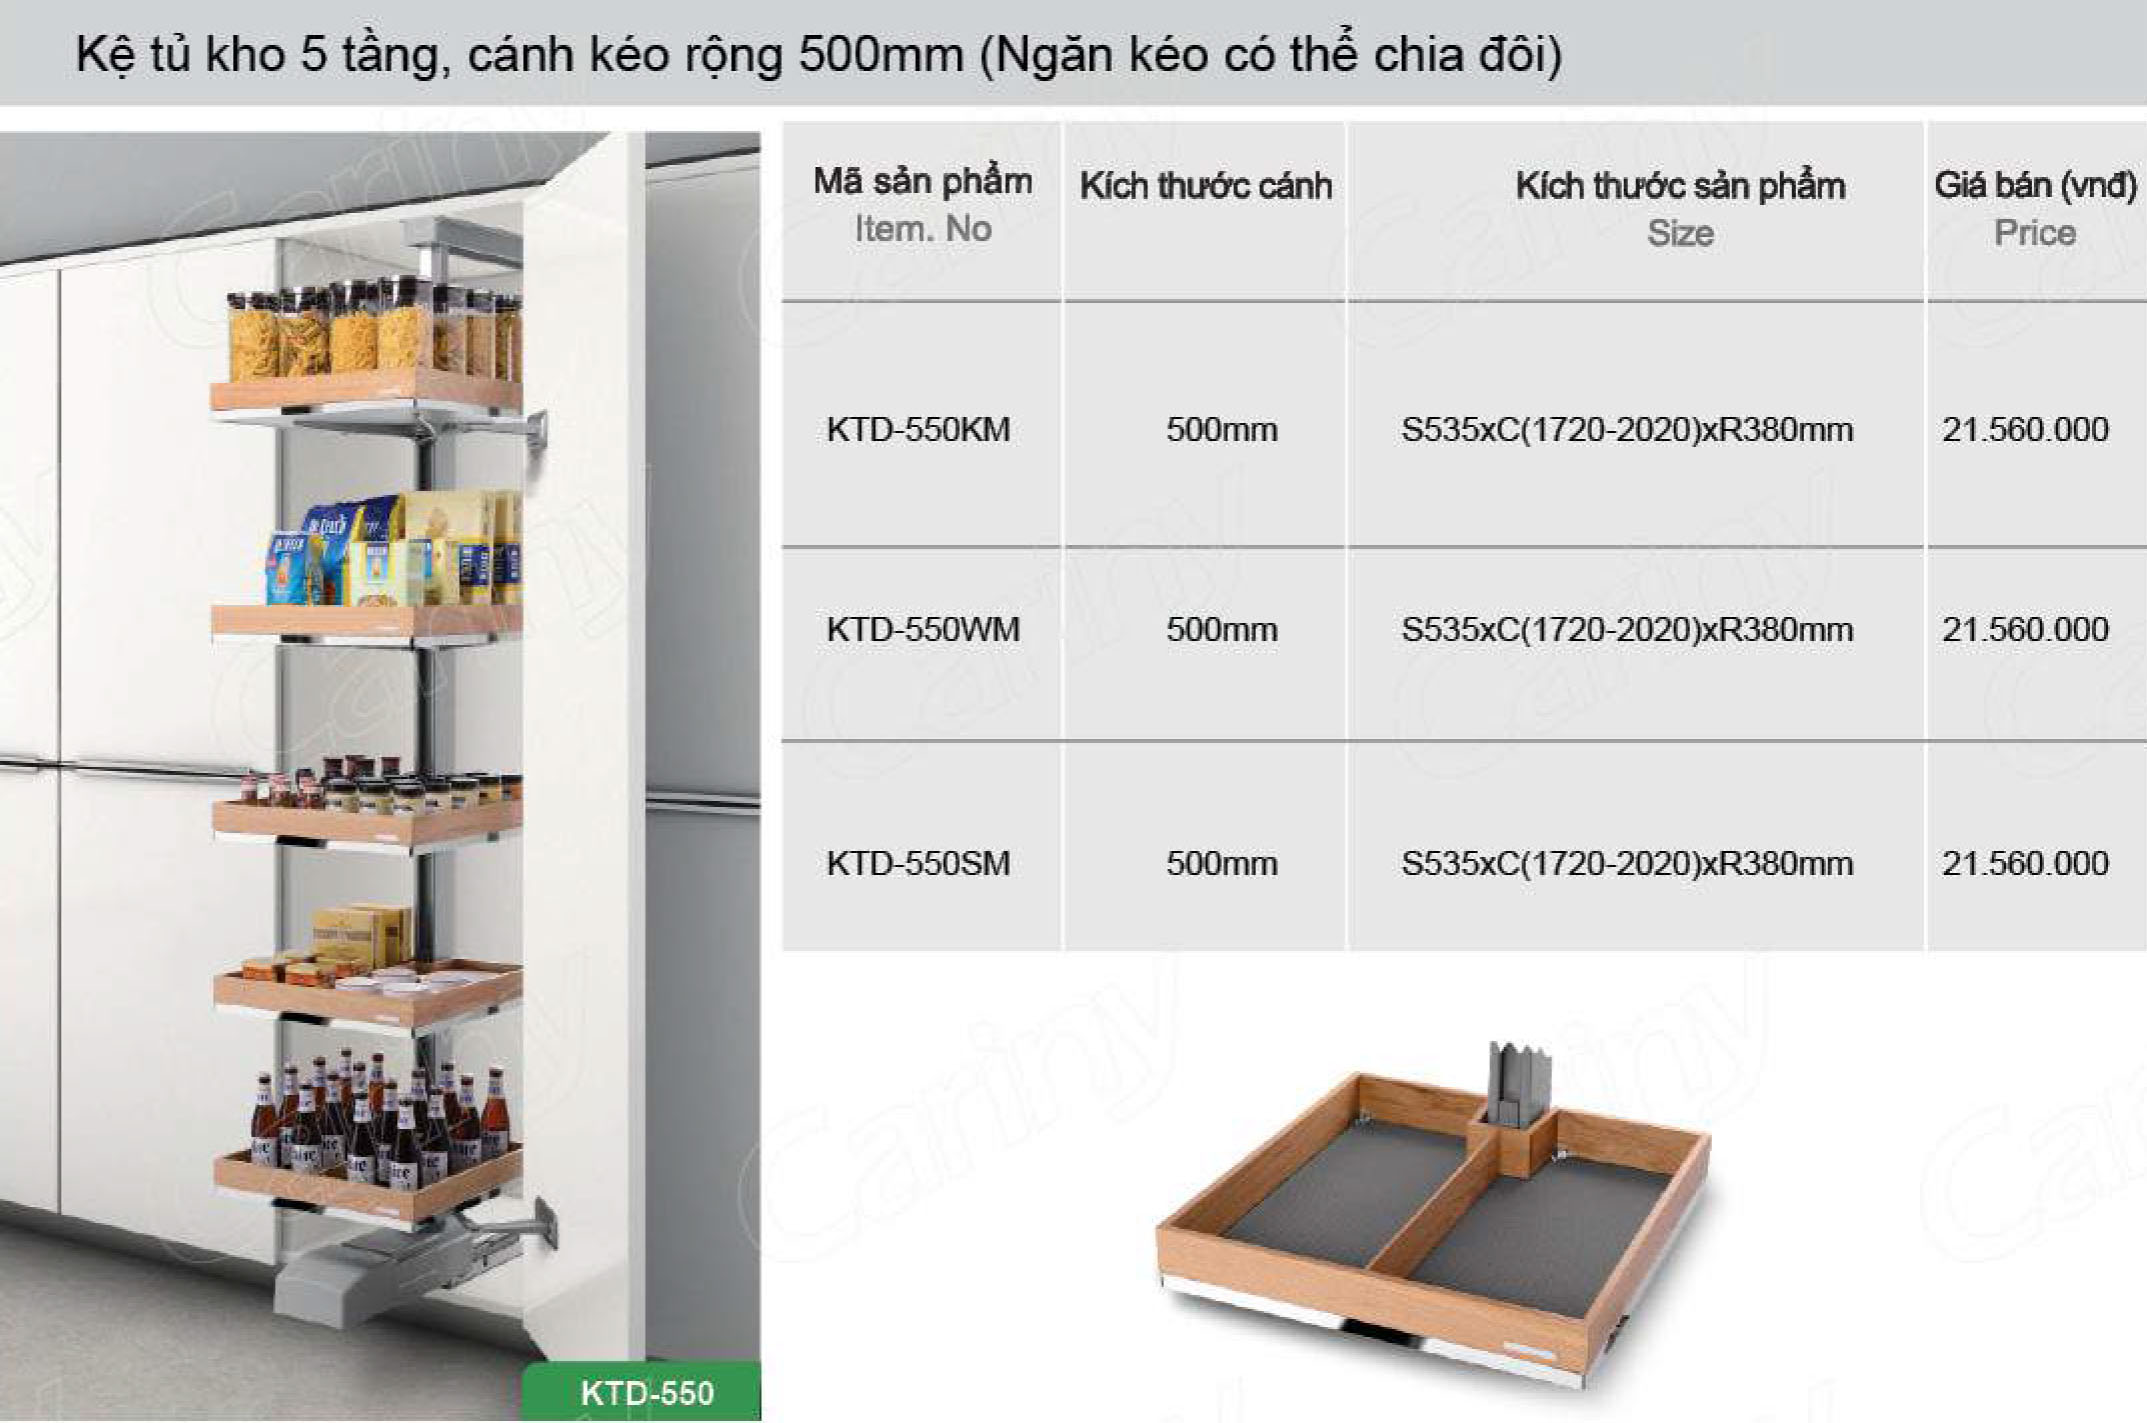 Kệ tủ kho 5 tầng, cánh kéo rộng 500mm (Ngăn kéo có thể chia đôi)
Mã sản phẩm Kích thước cánh Kích thước sản phẩm Giá bán (vnđ)
Item. No Size Price
KTD-550KM 500mm S535xC(1720-2020)xR380mm 21.560.000
KTD-550WM 500mm S535xC(1720-2020)xR380mm 21.560.000
KTD-550SM 500mm S535xC(1720-2020)xR380mm 21.560.000
KTD-550
Cariny